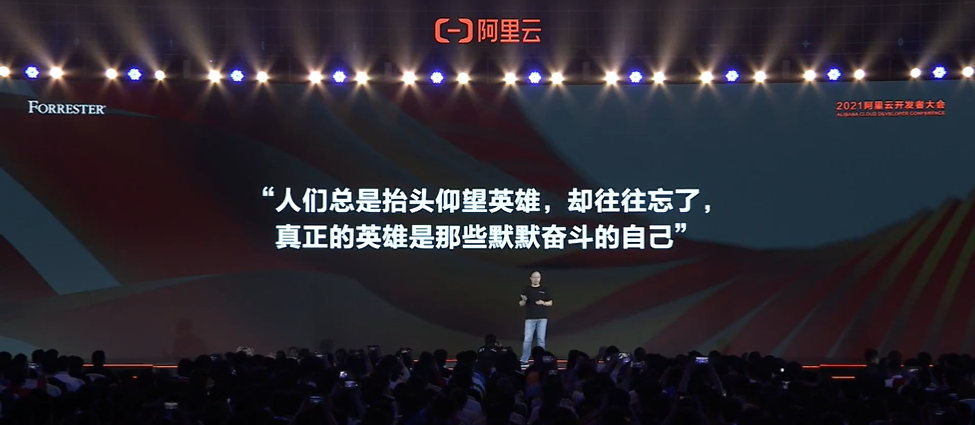 阿里云
FORRESTER
2021阿里云开发者大会
ALIBABA CLOUD DEVELOPER CONFERENCE
“人们总是抬头仰望英雄，却往往忘了，
真正的英雄是那些默默奋斗的自己”